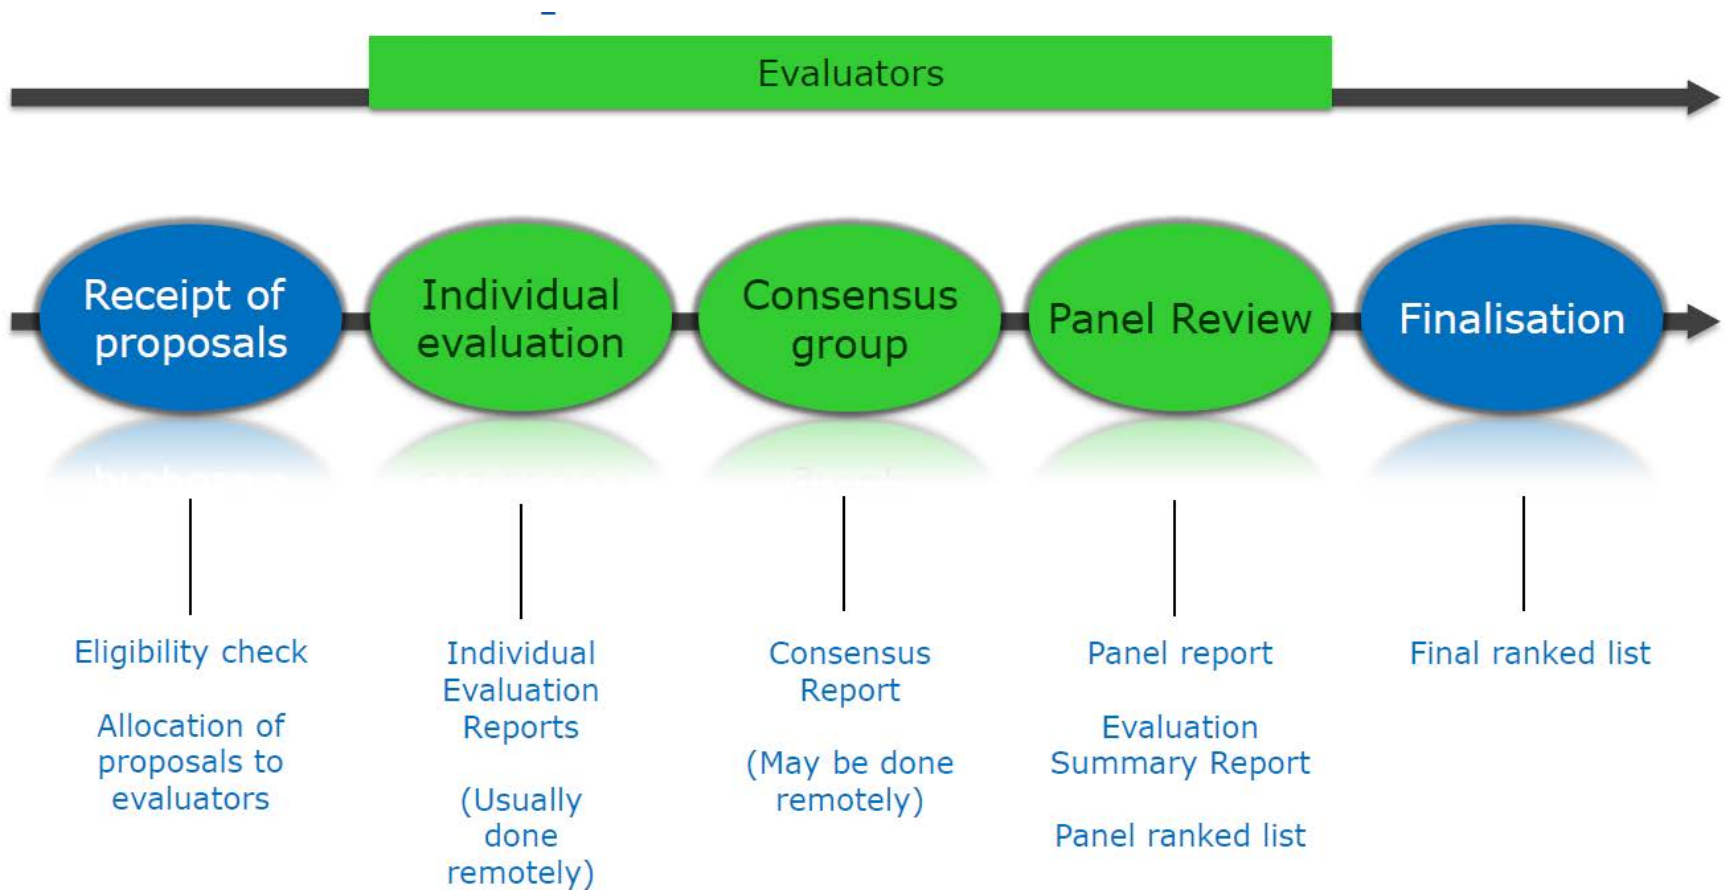 Evaluators
Receipt of
proposals
Individual
evaluation
Consensus
group
Panel Review
Finalisation
Eligibility check
Allocation of
proposals to
evaluators
Individual
Evaluation
Reports
(Usually
done
remotely)
Consensus
Report
(May be done
remotely)
Panel report
Evaluation
Summary Report
Panel ranked list
Final ranked list